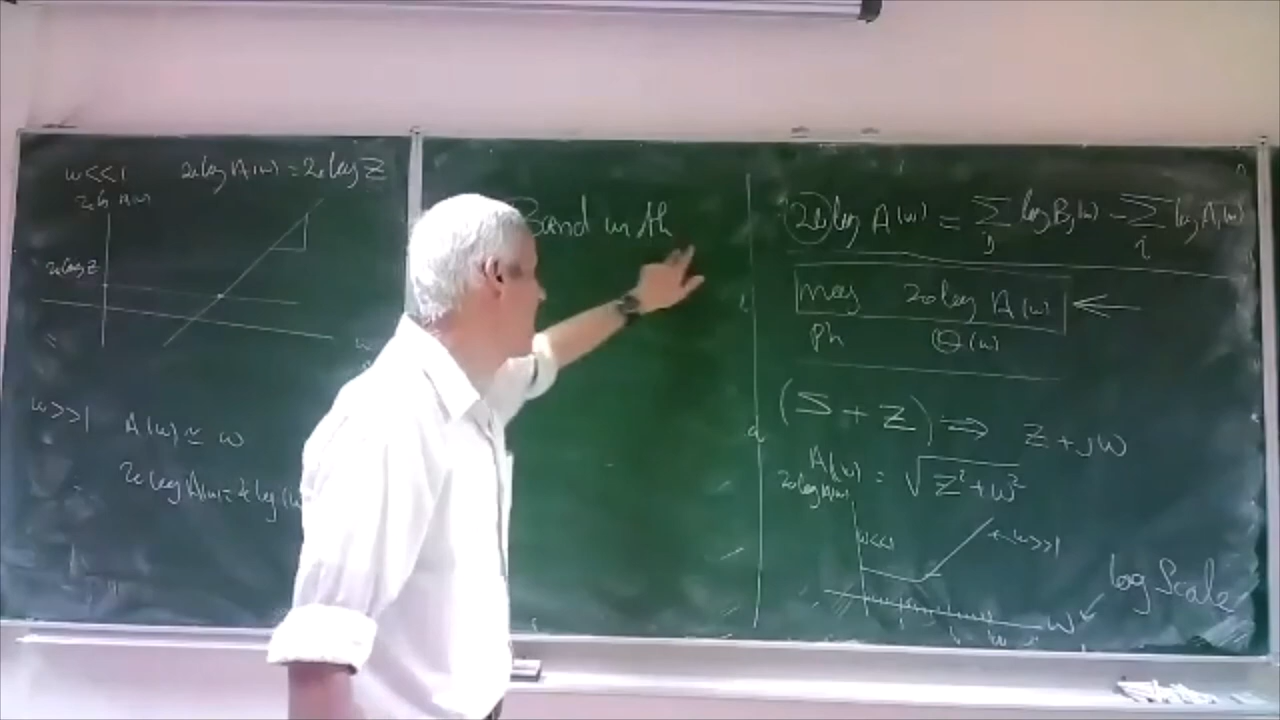 w<<1 20 log A(w) = 20 log Z
20 log A(w)
20 log Z
w
w>>1 A(w) ≃ w
20 log A(w) = 20 log (w
Band with
20 log A(w) = ∑ log B(w) - ∑ log A(w)
j i
mag 20 log A(w) ←
Ph Θ(w)
(S + Z) ⇒ Z + jw
A(w) = √Z²+w²
20 log A(w)
w<<1 ← w>>1
w ← log Scale